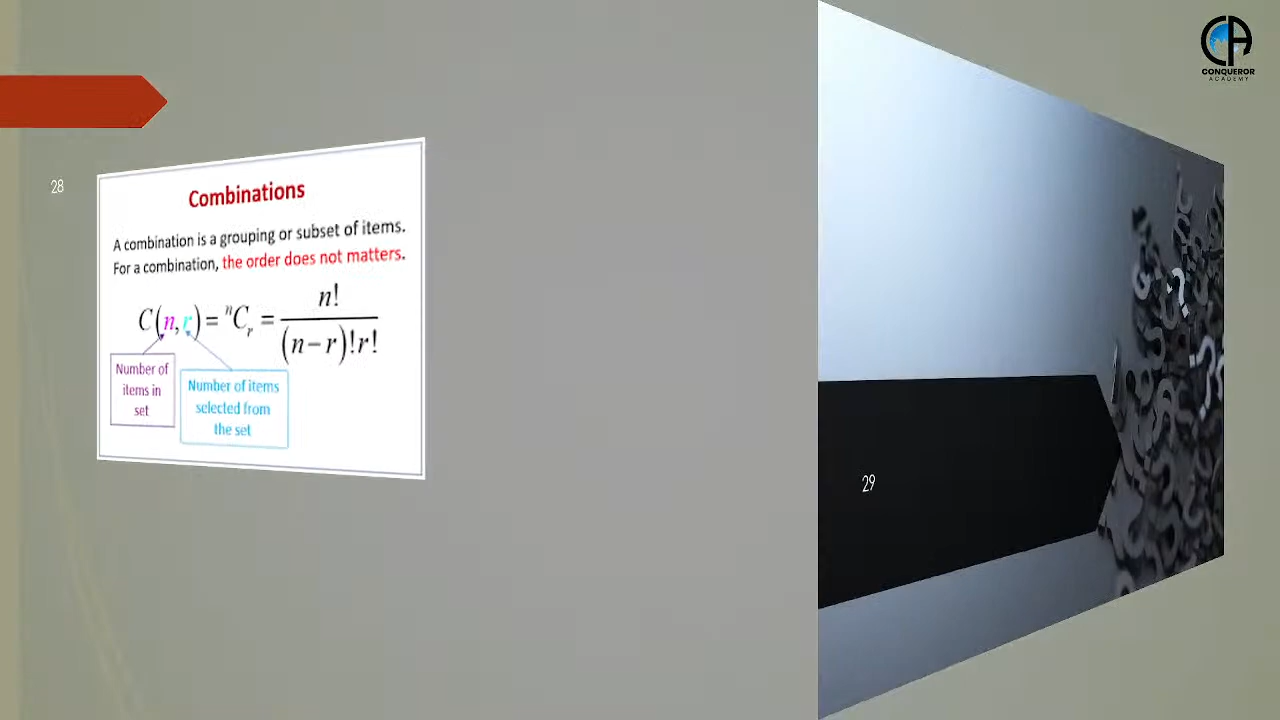 CONQUEROR
ACADEMY
28
Combinations
A combination is a grouping or subset of items.
For a combination, the order does not matters.
C(n,r) = ⁿCᵣ = n! / (n−r)!r!
Number of
items in
set
Number of items
selected from
the set
29